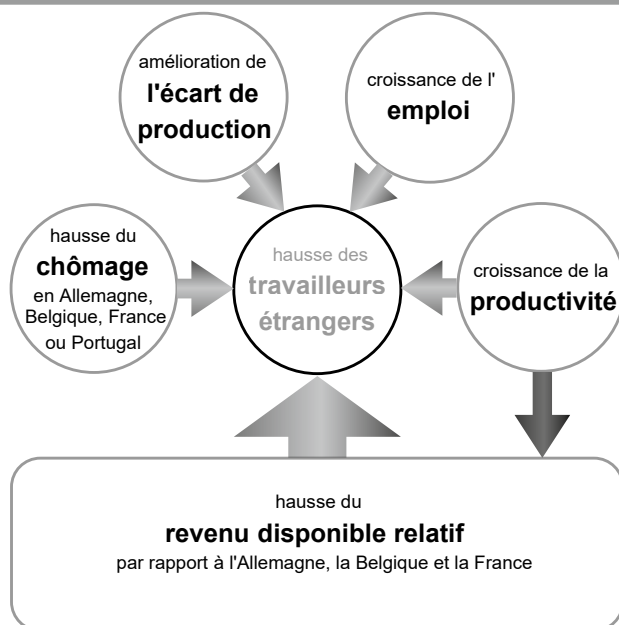 amélioration de
l'écart de
production
croissance de l'
emploi
hausse du
chômage
en Allemagne,
Belgique, France
ou Portugal
hausse des
travailleurs
étrangers
croissance de la
productivité
hausse du
revenu disponible relatif
par rapport à l'Allemagne, la Belgique et la France